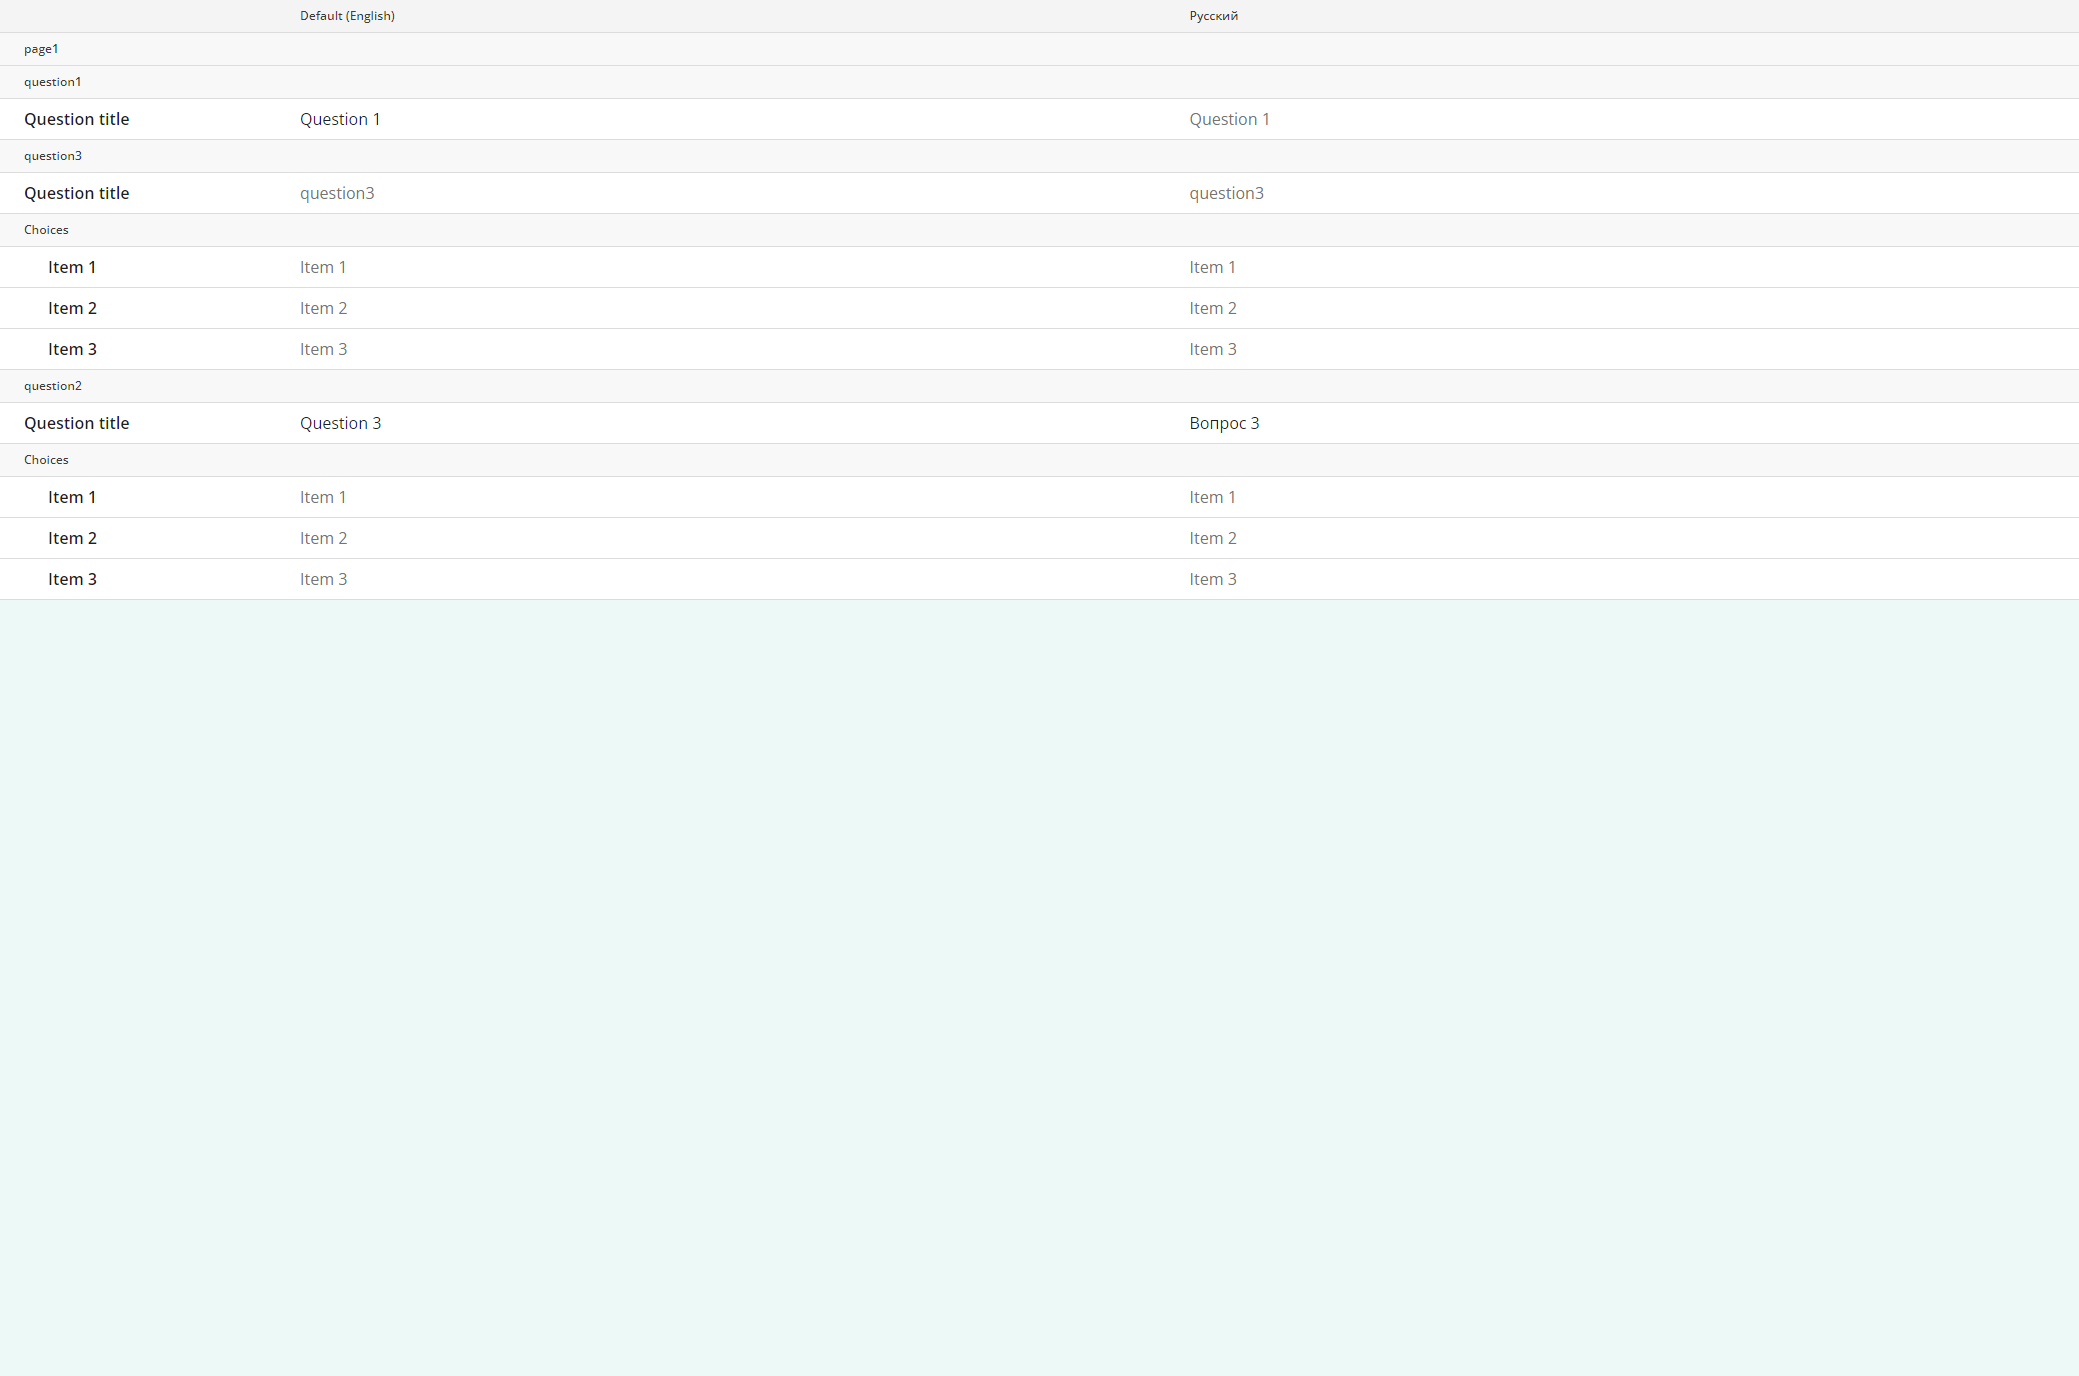 Default (English) Русский
page1
question1
Question title Question 1 Question 1
question3
Question title question3 question3
Choices
Item 1 Item 1 Item 1
Item 2 Item 2 Item 2
Item 3 Item 3 Item 3
question2
Question title Question 3 Вопрос 3
Choices
Item 1 Item 1 Item 1
Item 2 Item 2 Item 2
Item 3 Item 3 Item 3